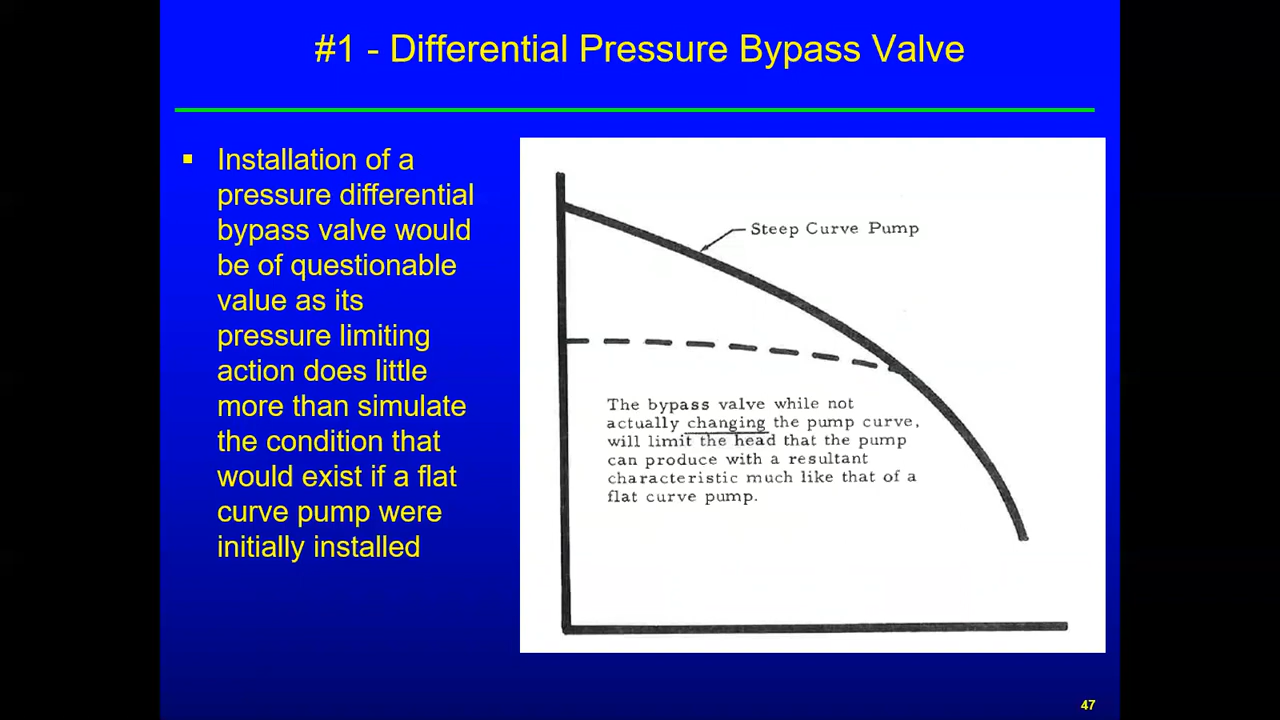 #1 - Differential Pressure Bypass Valve
▪ Installation of a
pressure differential
bypass valve would
be of questionable
value as its
pressure limiting
action does little
more than simulate
the condition that
would exist if a flat
curve pump were
initially installed
Steep Curve Pump
The bypass valve while not
actually changing the pump curve,
will limit the head that the pump
can produce with a resultant
characteristic much like that of a
flat curve pump.
47